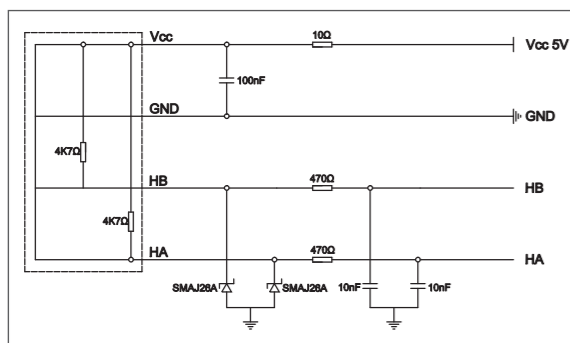 Vcc 10Ω Vcc 5V
100nF
GND GND
4K7Ω
HB 470Ω HB
4K7Ω
HA 470Ω HA
SMAJ26A SMAJ26A 10nF 10nF